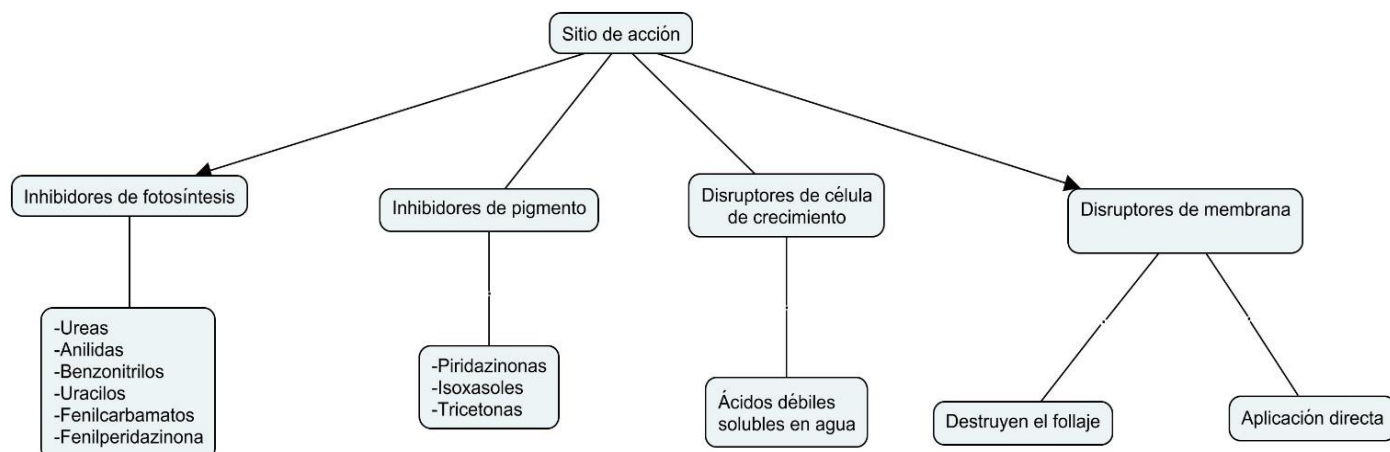 Sitio de acción
Inhibidores de fotosíntesis
Inhibidores de pigmento
Disruptores de célula
de crecimiento
Disruptores de membrana
-Ureas
-Anilidas
-Benzonitrilos
-Uracilos
-Fenilcarbamatos
-Fenilperidazinona
-Piridazinonas
-Isoxasoles
-Tricetonas
Ácidos débiles
solubles en agua
Destruyen el follaje
Aplicación directa